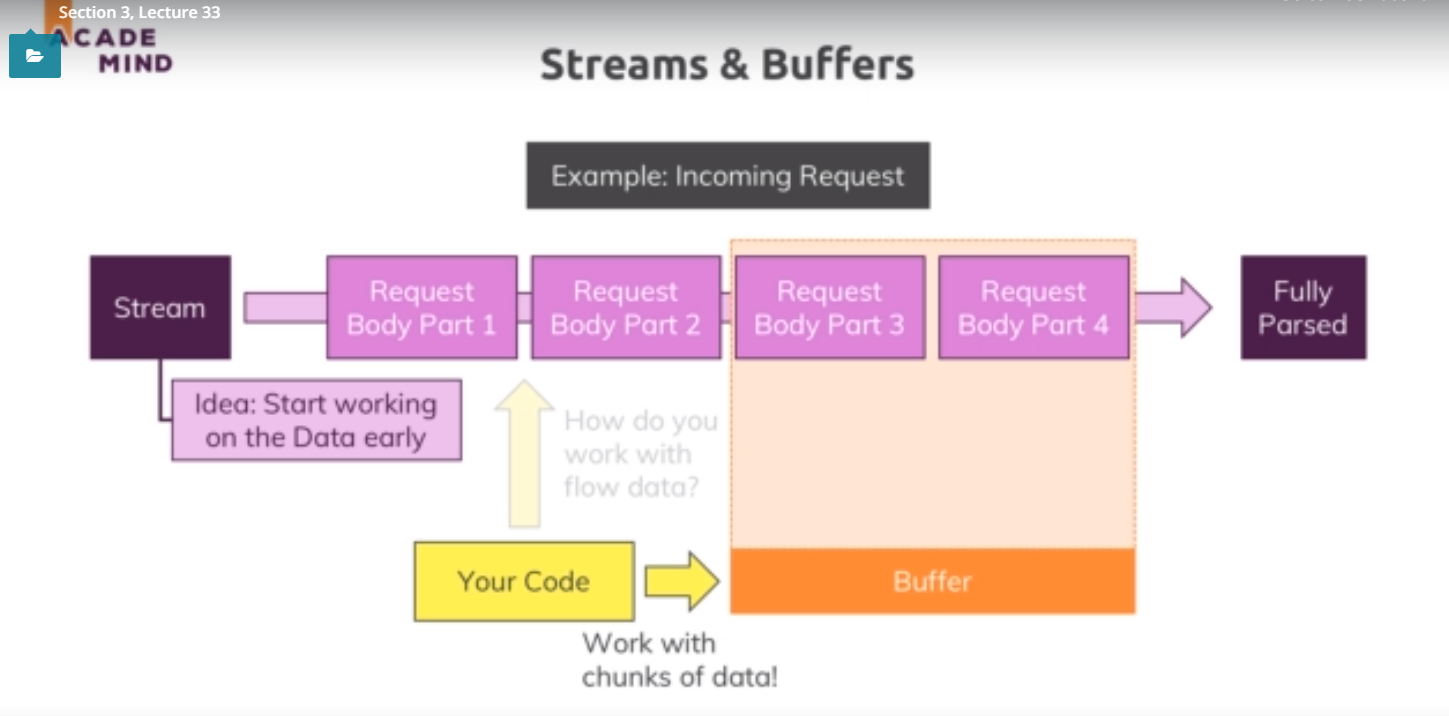 Section 3, Lecture 33
ACADE
MIND
Streams & Buffers
Example: Incoming Request
Stream
Request
Body Part 1
Request
Body Part 2
Request
Body Part 3
Request
Body Part 4
Fully
Parsed
Idea: Start working
on the Data early
How do you
work with
flow data?
Your Code
Buffer
Work with
chunks of data!